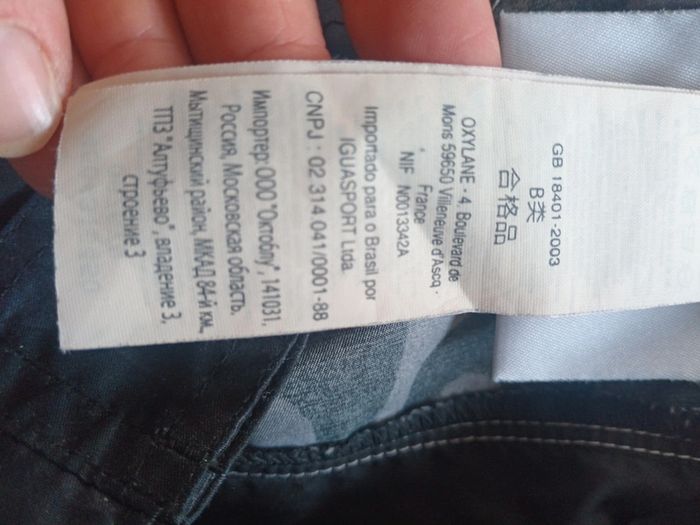 GB 18401-2003
B类
合格品
OXYLANE - 4, Boulevard de
Mons 59650 Villeneuve d'Ascq -
France
NIF N0013342A
Importado para o Brasil por
IGUASPORT Ltda.
CNPJ : 02 314 041/0001-88
Импортер: ООО "Октоблу", 141031,
Россия, Московская область,
Мытищинский район, МКАД 84-й км,
ТПЗ "Алтуфьево", владение 3,
строение 3